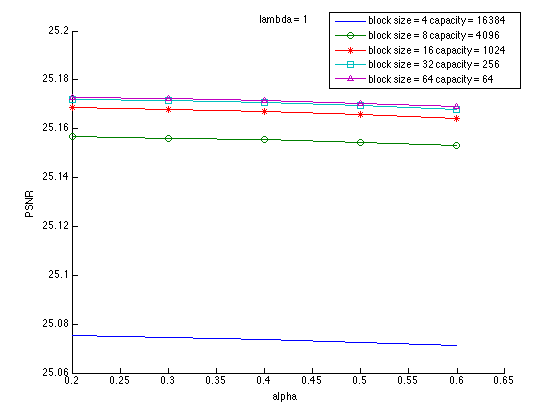 lambda = 1
block size = 4 capacity = 16384
block size = 8 capacity = 4096
block size = 16 capacity = 1024
block size = 32 capacity = 256
block size = 64 capacity = 64
25.2
25.18
25.16
25.14
25.12
25.1
25.08
25.06
PSNR
0.2 0.25 0.3 0.35 0.4 0.45 0.5 0.55 0.6 0.65
alpha